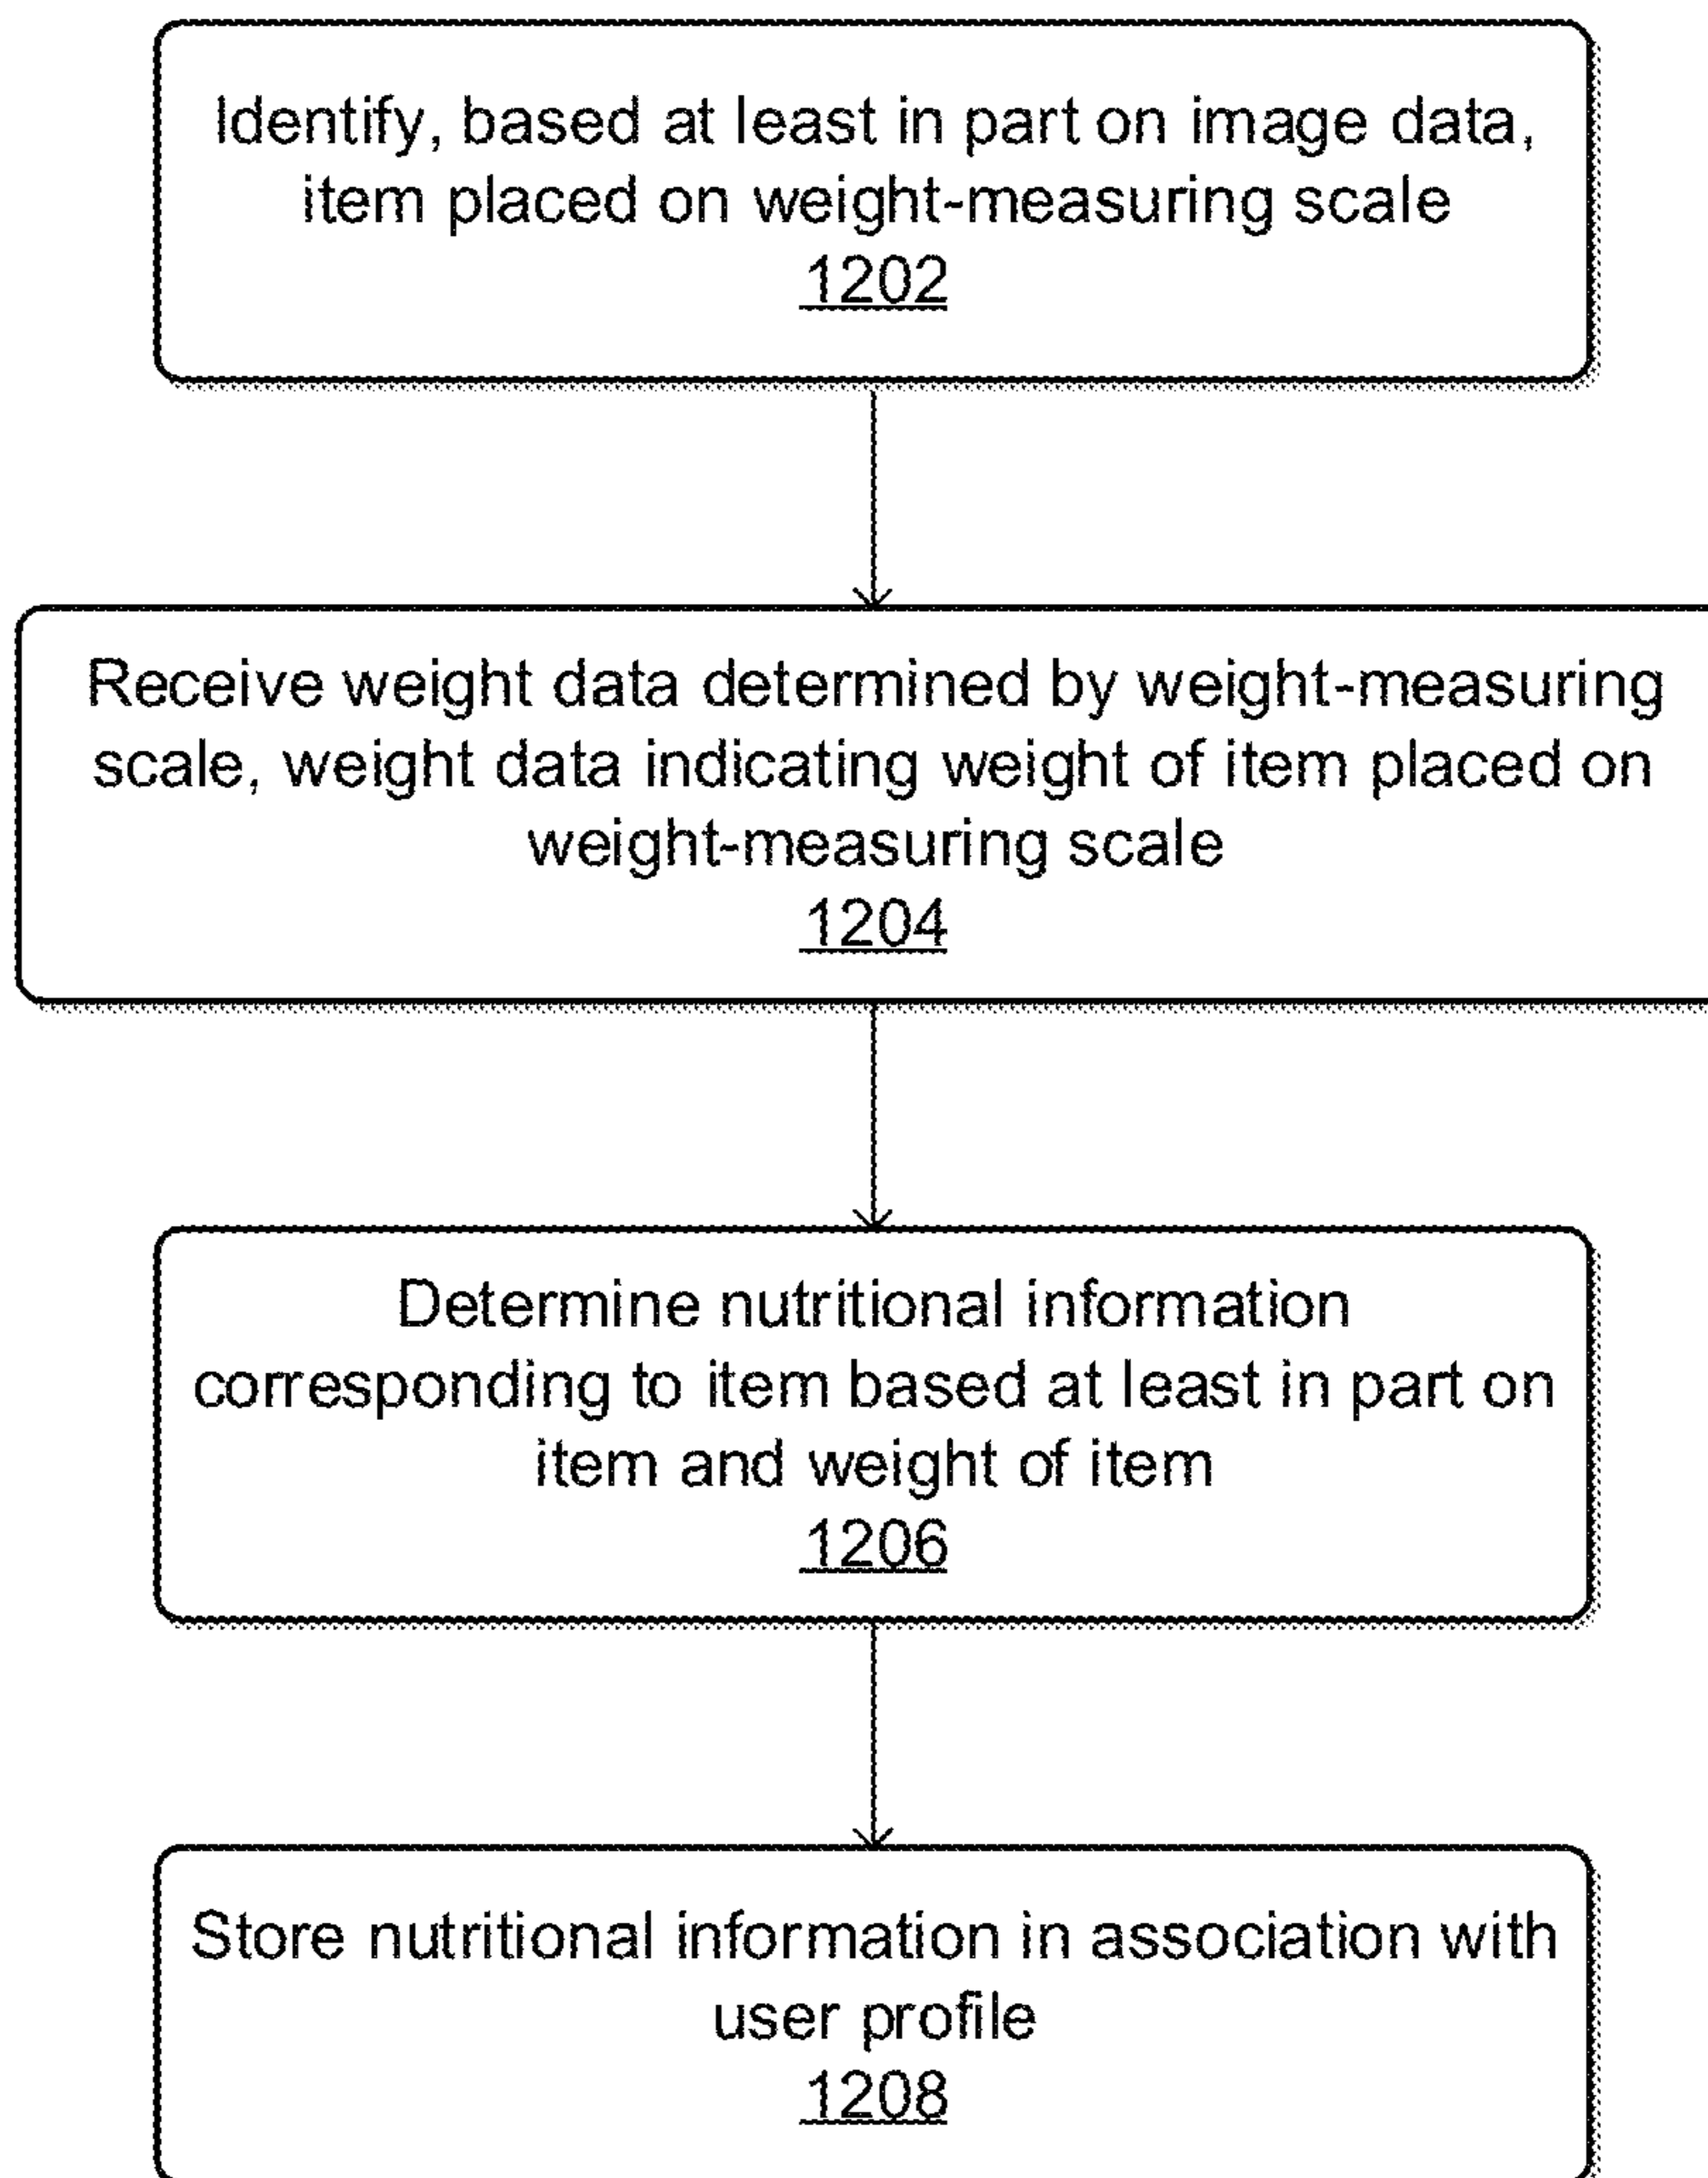 Identify, based at least in part on image data,
item placed on weight-measuring scale
1202
Receive weight data determined by weight-measuring
scale, weight data indicating weight of item placed on
weight-measuring scale
1204
Determine nutritional information
corresponding to item based at least in part on
item and weight of item
1206
Store nutritional information in association with
user profile
1208